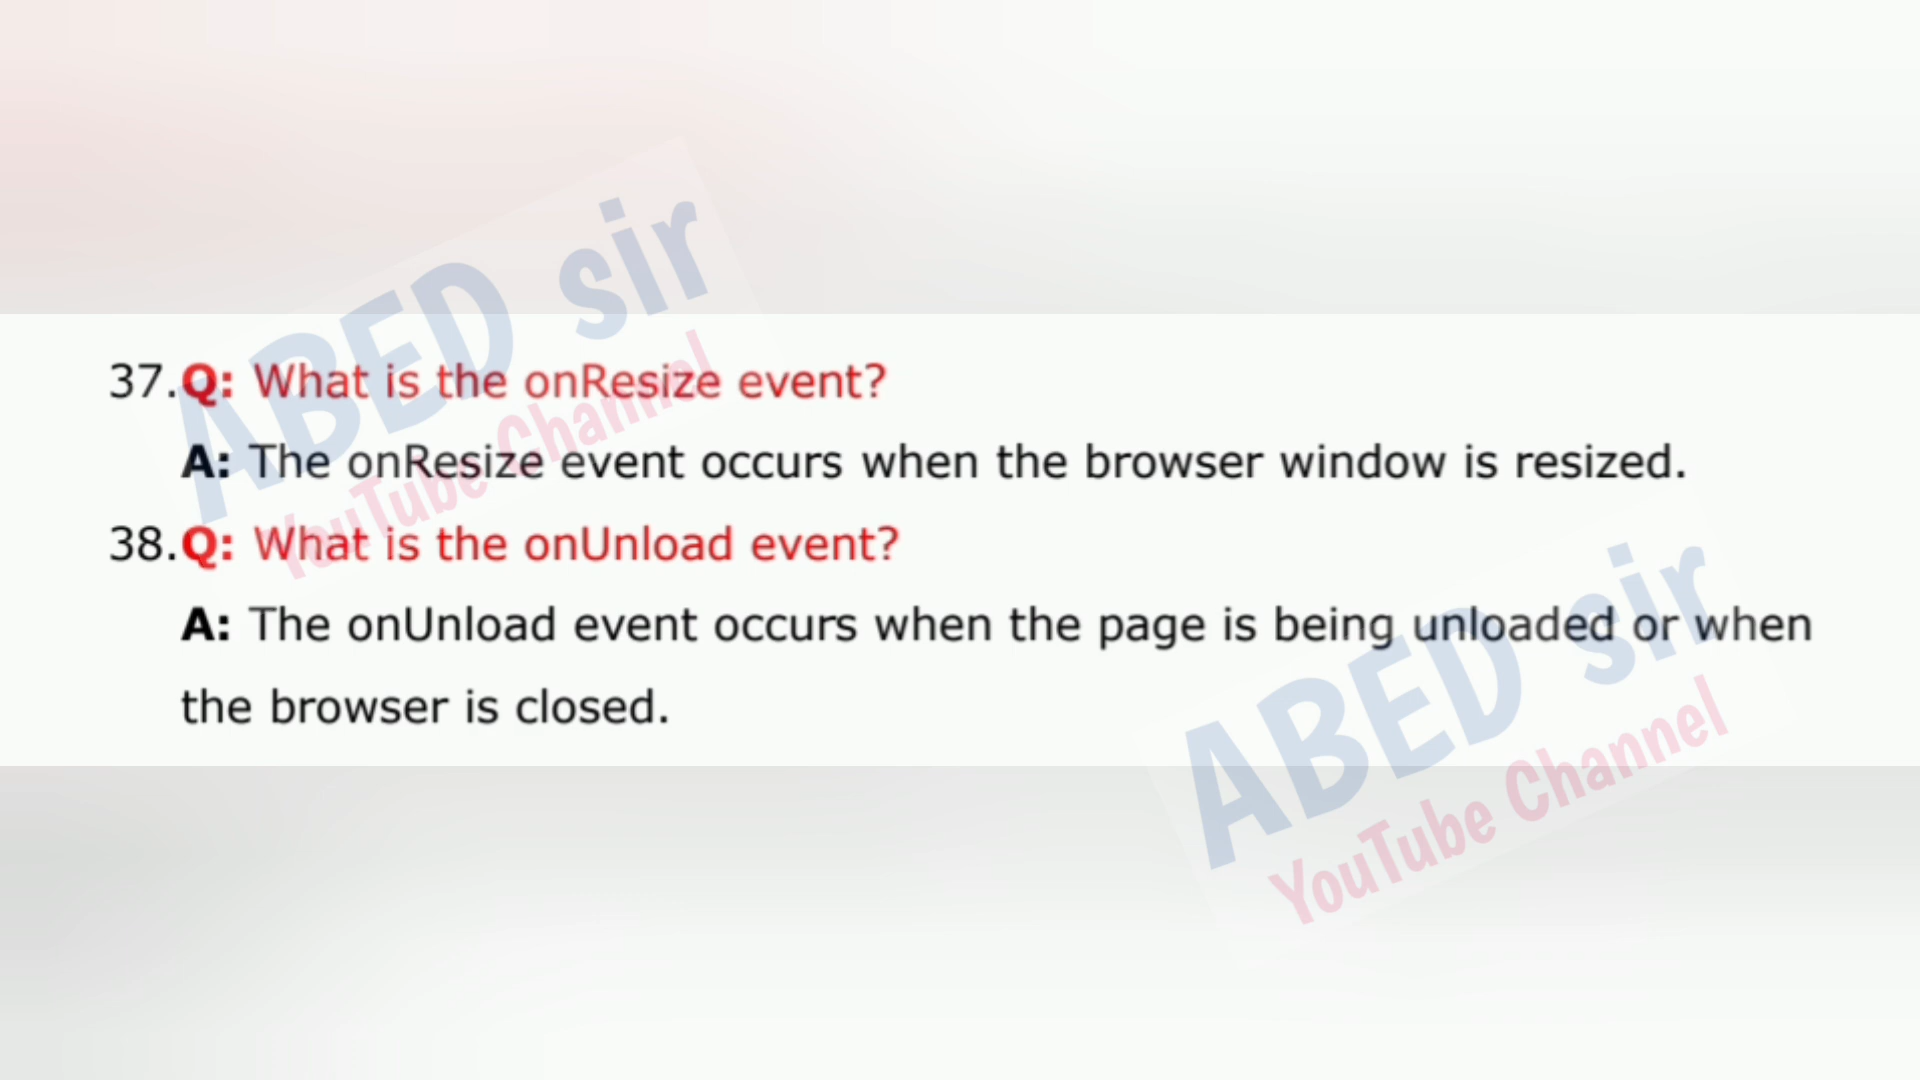 ABED sir
YouTube Channel
37.Q: What is the onResize event?
A: The onResize event occurs when the browser window is resized.
38.Q: What is the onUnload event?
A: The onUnload event occurs when the page is being unloaded or when
the browser is closed.
ABED sir
YouTube Channel